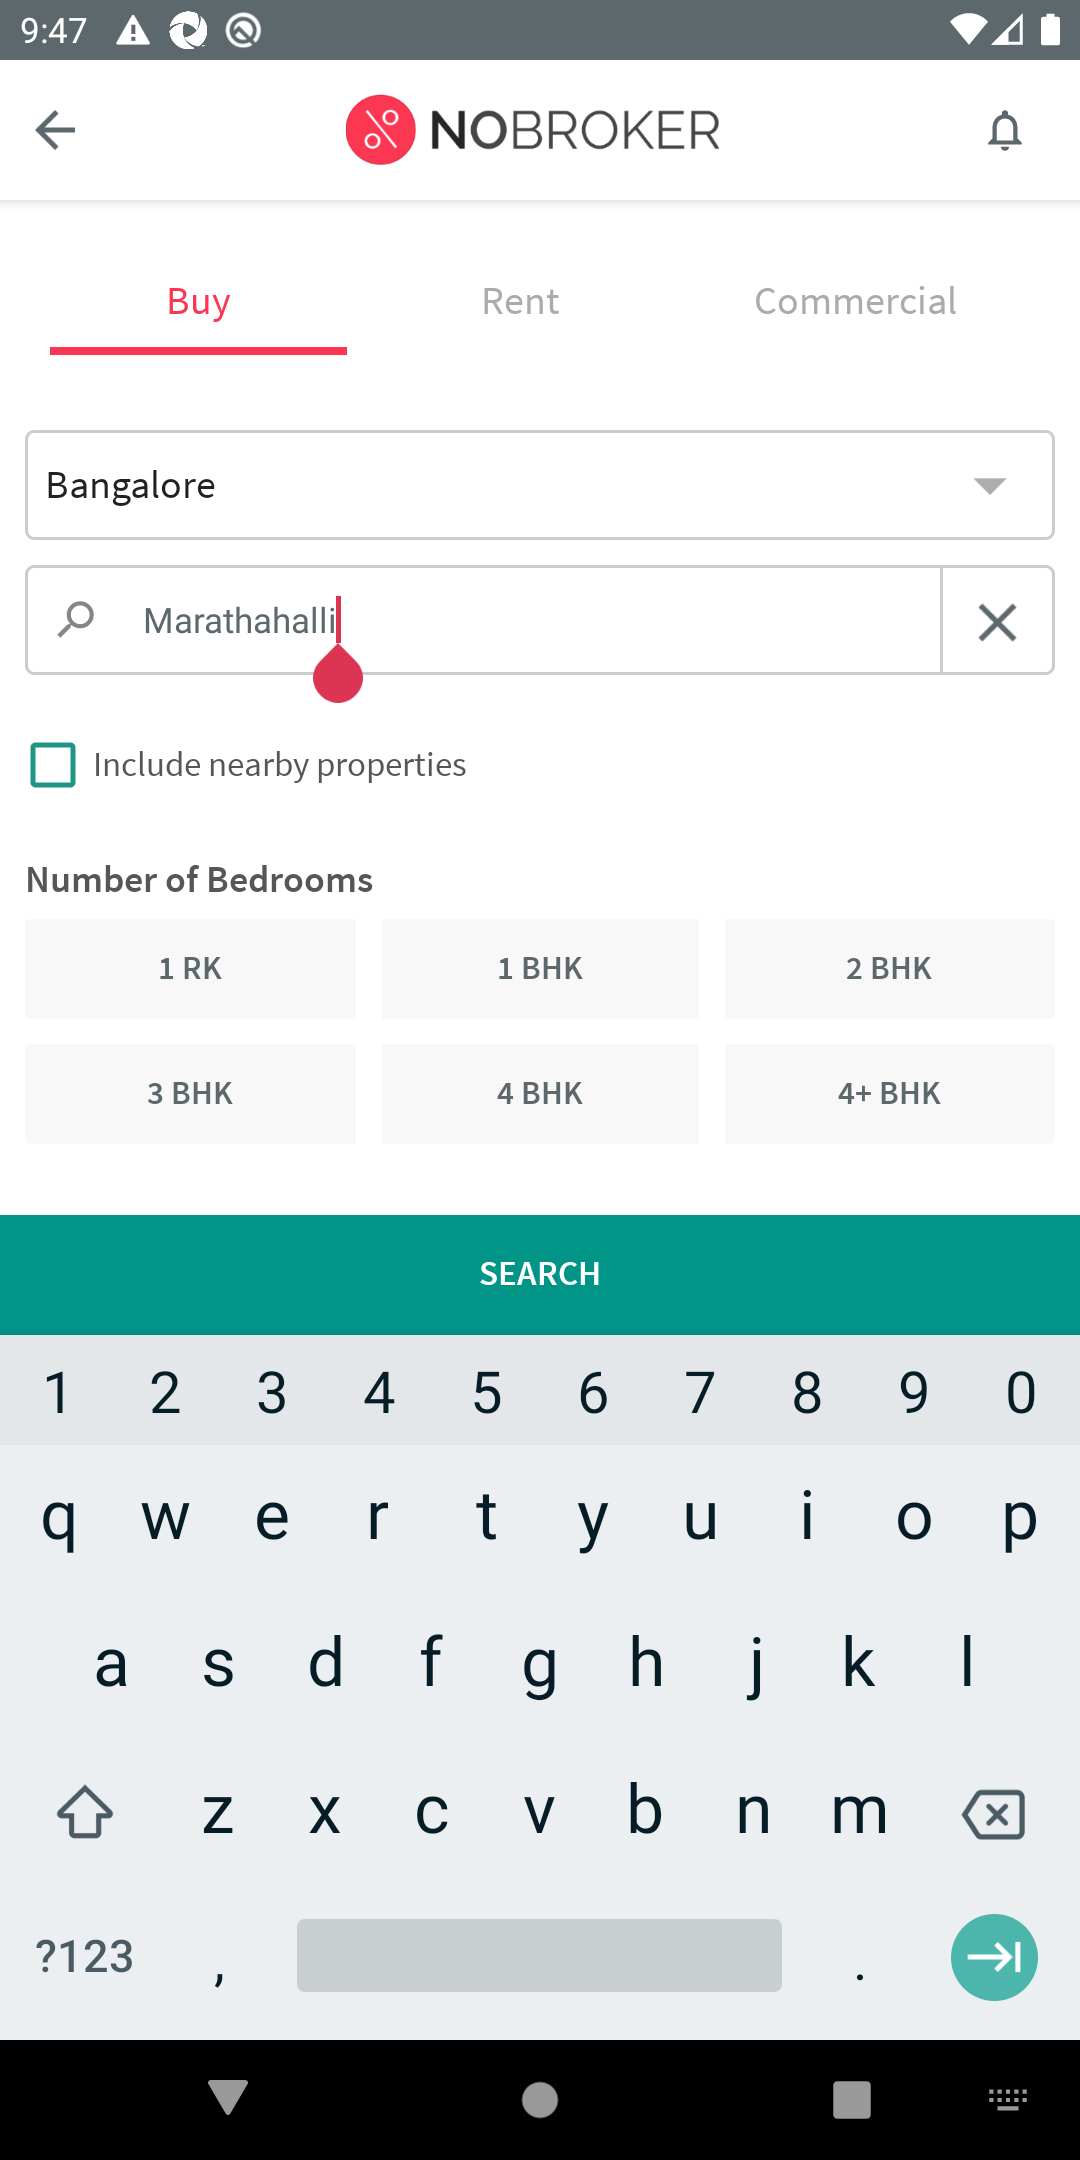 9:47
NOBROKER
Buy Rent Commercial
Bangalore
Marathahalli
Include nearby properties
Number of Bedrooms
1 RK 1 BHK 2 BHK
3 BHK 4 BHK 4+ BHK
SEARCH
1 2 3 4 5 6 7 8 9 0
q w e r t y u i o p
a s d f g h j k l
z x c v b n m
?123 , .